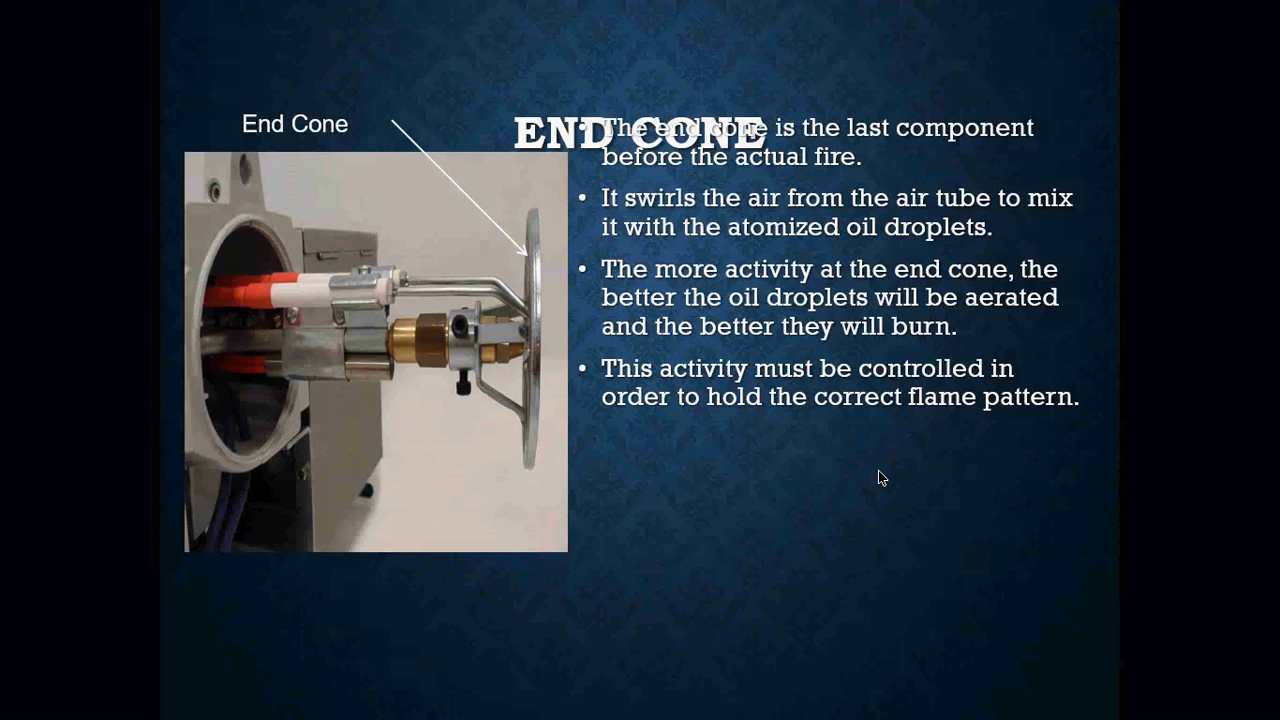 End Cone
END CONE
• The end cone is the last component
before the actual fire.
• It swirls the air from the air tube to mix
it with the atomized oil droplets.
• The more activity at the end cone, the
better the oil droplets will be aerated
and the better they will burn.
• This activity must be controlled in
order to hold the correct flame pattern.